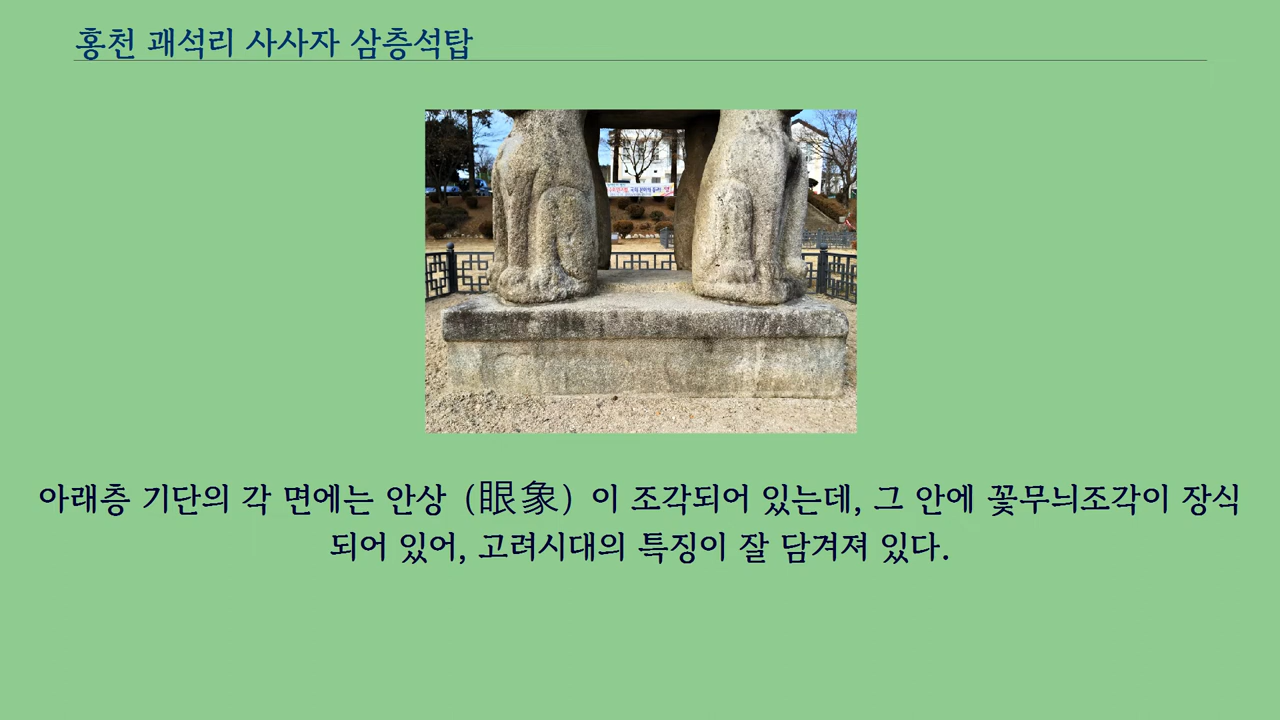 홍천 괘석리 사사자 삼층석탑
아래층 기단의 각 면에는 안상 (眼象) 이 조각되어 있는데, 그 안에 꽃무늬조각이 장식
되어 있어, 고려시대의 특징이 잘 담겨져 있다.